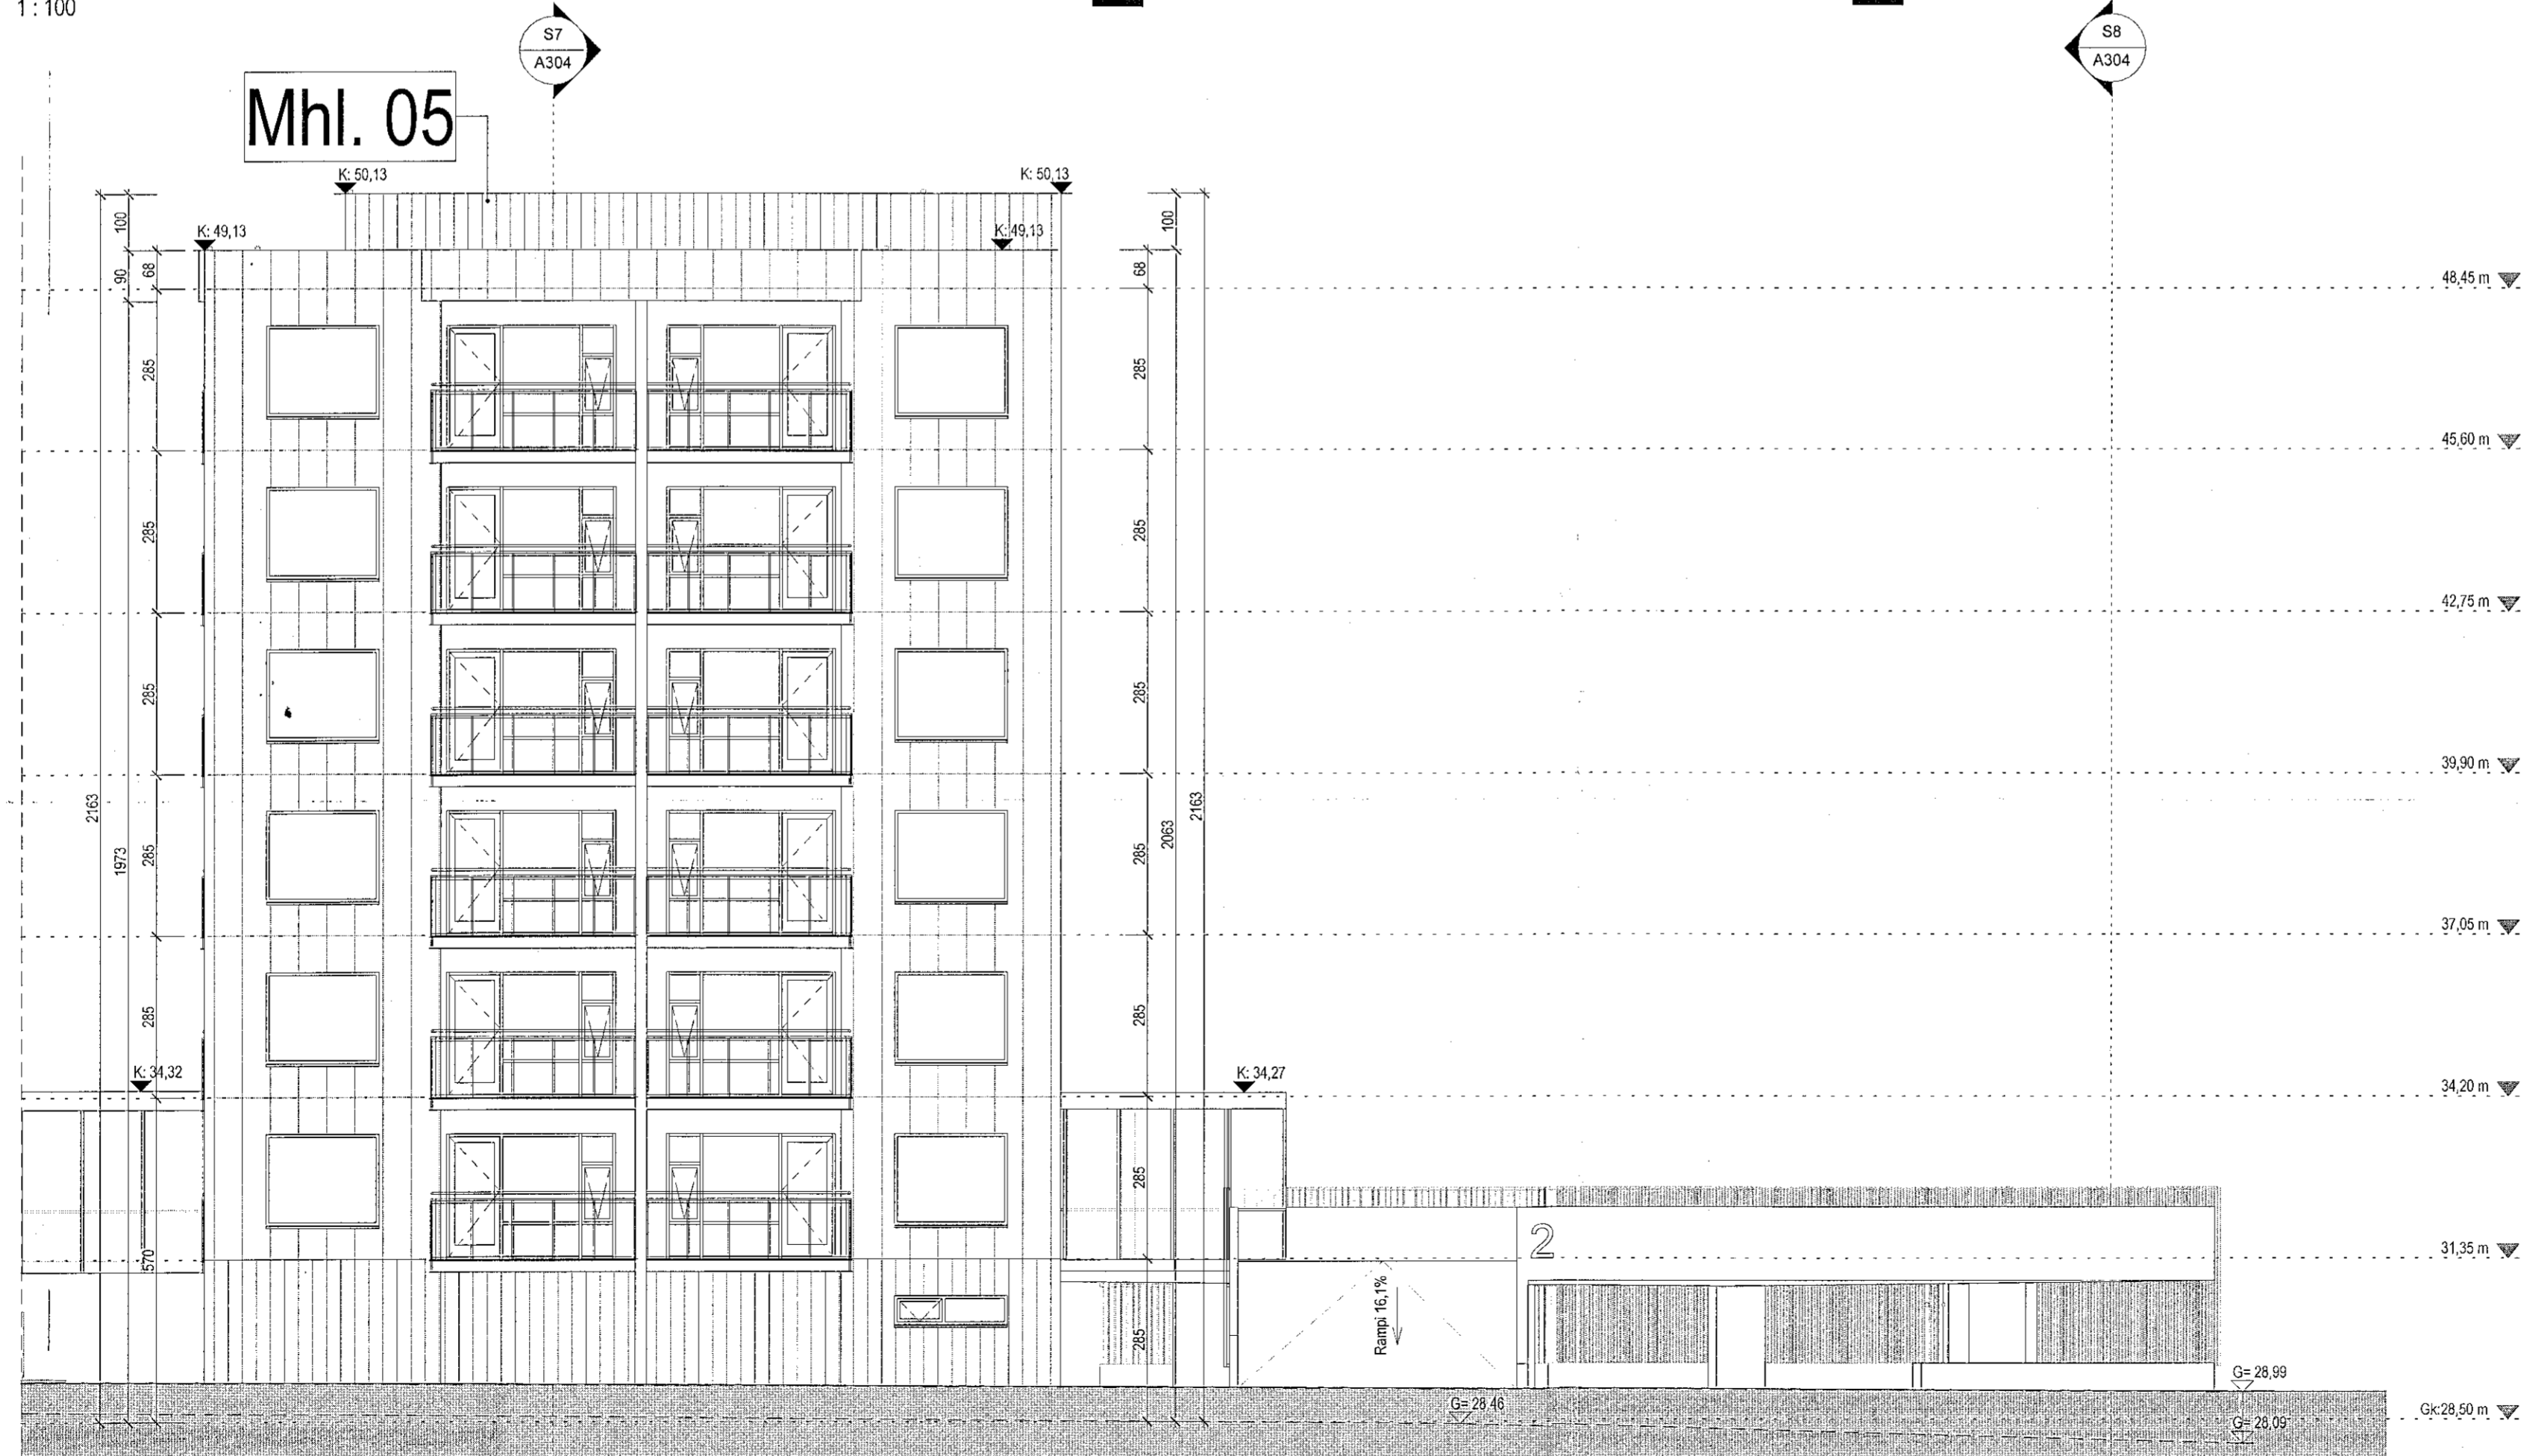 1 : 100
S7
A304
S8
A304
Mhl. 05
K: 50,13
K: 50,13
K: 49,13
K: 49,13
100
90
68
100
68
48,45 m
285
285
45,60 m
285
285
42,75 m
285
285
39,90 m
2163
1973
285
285
2063
2163
37,05 m
285
285
K: 34,32
K: 34,27
34,20 m
570
285
2
31,35 m
285
Rampi 16,1%
G= 28,99
G= 28,46
Gk:28,50 m
G= 28,09